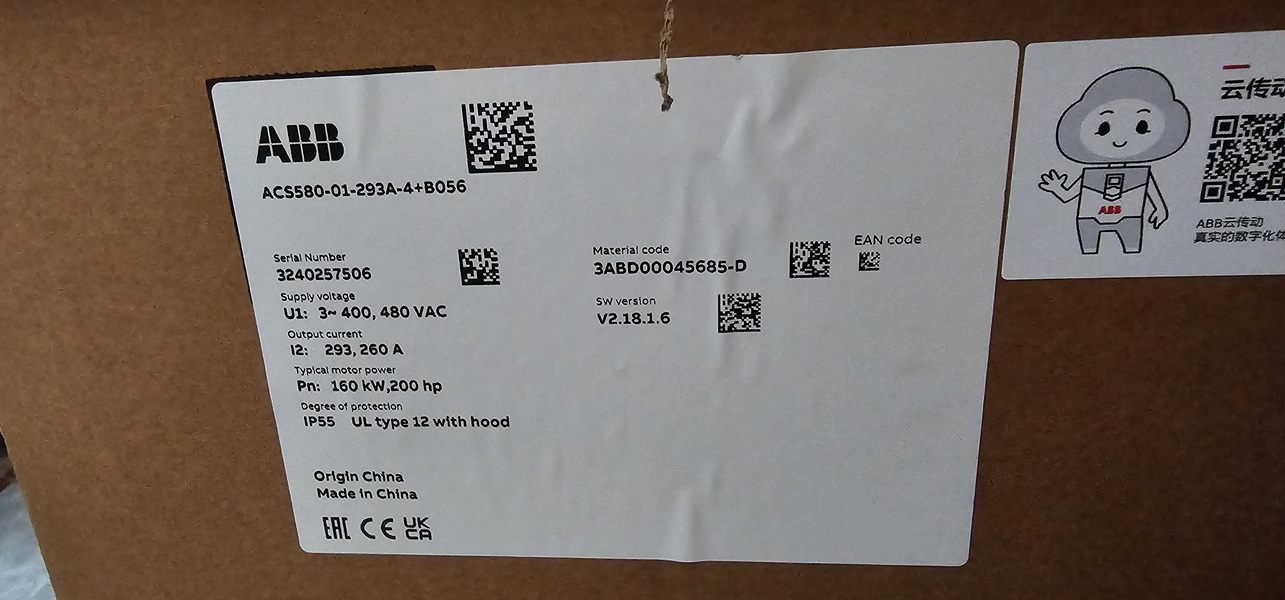 ABB
ACS580-01-293A-4+B056
Serial Number
3240257506
Supply voltage
U1: 3~ 400, 480 VAC
Output current
I2: 293, 260 A
Typical motor power
Pn: 160 kW,200 hp
Degree of protection
IP55 UL type 12 with hood
Origin China
Made in China
EAC CE UKCA
Material code
3ABD00045685-D
SW version
V2.18.1.6
EAN code
云传动
ABB
ABB云传动
真实的数字化体